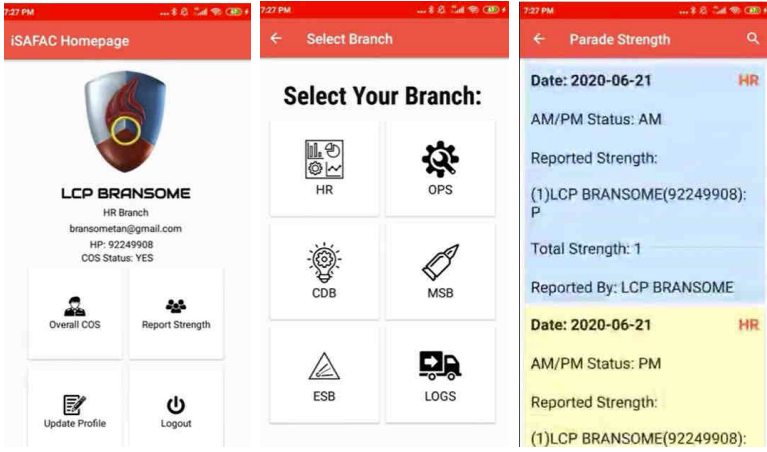 7:27 PM
iSAFAC Homepage
LCP BRANSOME
HR Branch
bransometan@gmail.com
HP: 92249908
COS Status: YES
Overall COS
Report Strength
Update Profile
Logout
7:27 PM
Select Branch
Select Your Branch:
HR
OPS
CDB
MSB
ESB
LOGS
7:27 PM
Parade Strength
Date: 2020-06-21 HR
AM/PM Status: AM
Reported Strength:
(1)LCP BRANSOME(92249908):
P
Total Strength: 1
Reported By: LCP BRANSOME
Date: 2020-06-21 HR
AM/PM Status: PM
Reported Strength:
(1)LCP BRANSOME(92249908):